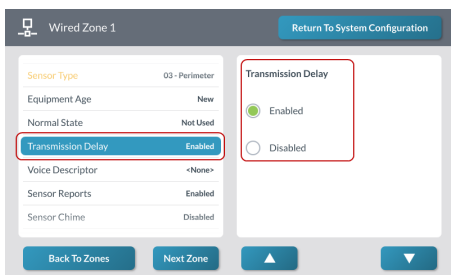 Wired Zone 1
Return To System Configuration
Sensor Type 03 - Perimeter
Equipment Age New
Normal State Not Used
Transmission Delay Enabled
Voice Descriptor <None>
Sensor Reports Enabled
Sensor Chime Disabled
Transmission Delay
Enabled
Disabled
Back To Zones
Next Zone